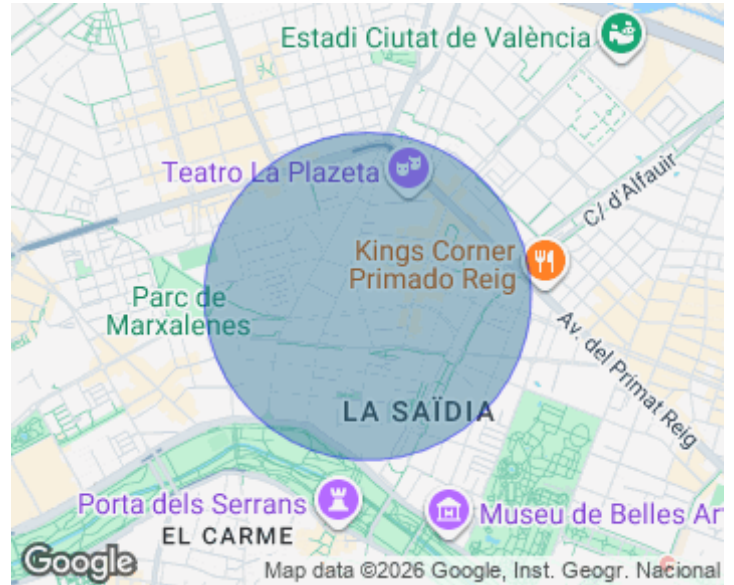 Estadi Ciutat de València
Teatro La Plazeta
C/ d'Alfauir
Kings Corner
Primado Reig
Parc de
Marxalenes
Av. del Primat Reig
LA SAÏDIA
Porta dels Serrans
Museu de Belles Ar
EL CARME
Google
Map data ©2026 Google, Inst. Geogr. Nacional